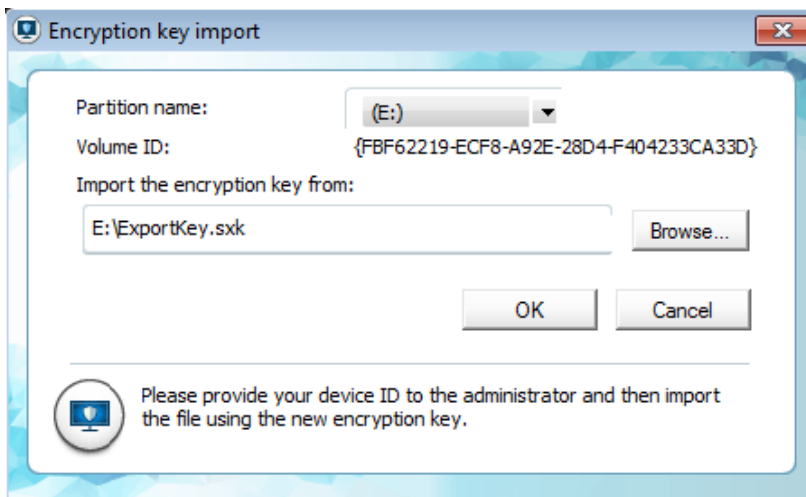 Encryption key import
Partition name:
(E:)
Volume ID:
{FBF62219-ECF8-A92E-28D4-F404233CA33D}
Import the encryption key from:
E:\ExportKey.sxk
Browse...
OK
Cancel
Please provide your device ID to the administrator and then import
the file using the new encryption key.